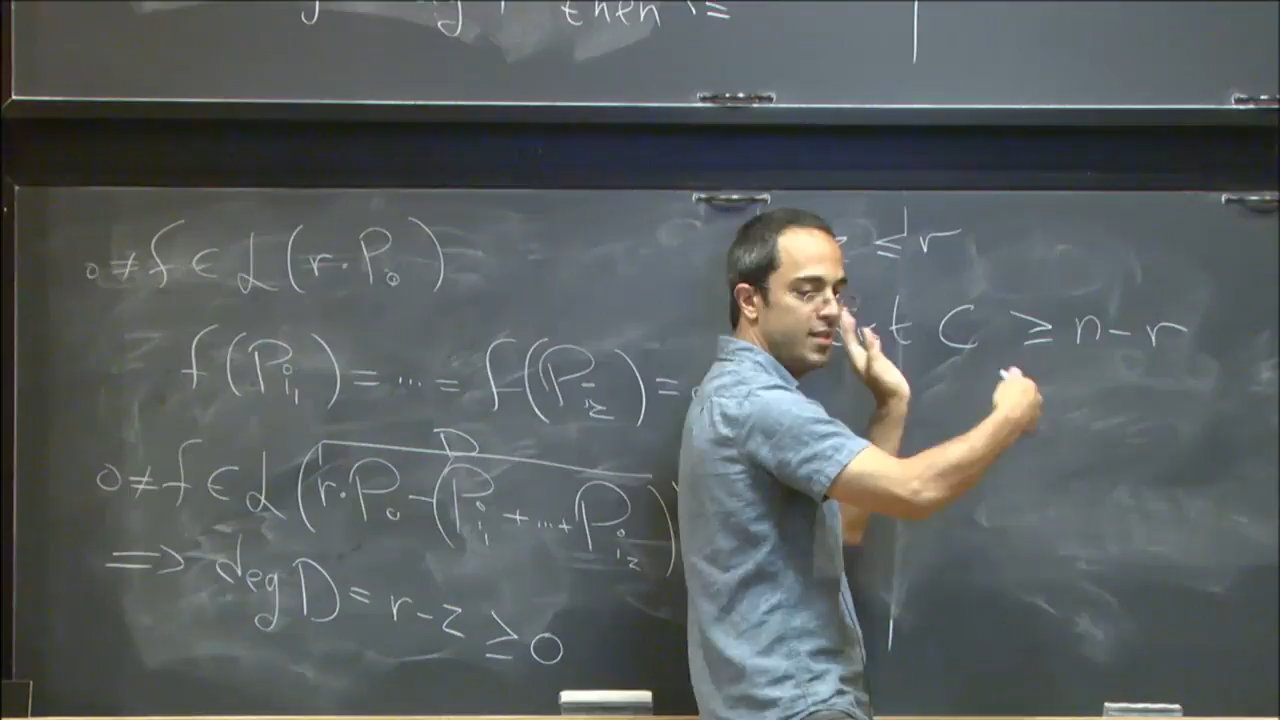 then
0 ≠ f ∈ L(r·P₀)
f(P_{i₁}) = ... = f(P_{i_z}) =
D
0 ≠ f ∈ L(r·P₀ - (P_{i₁} + ... + P_{i_z})
⟹ deg D = r - z ≥ 0
≤ r
t C ≥ n - r